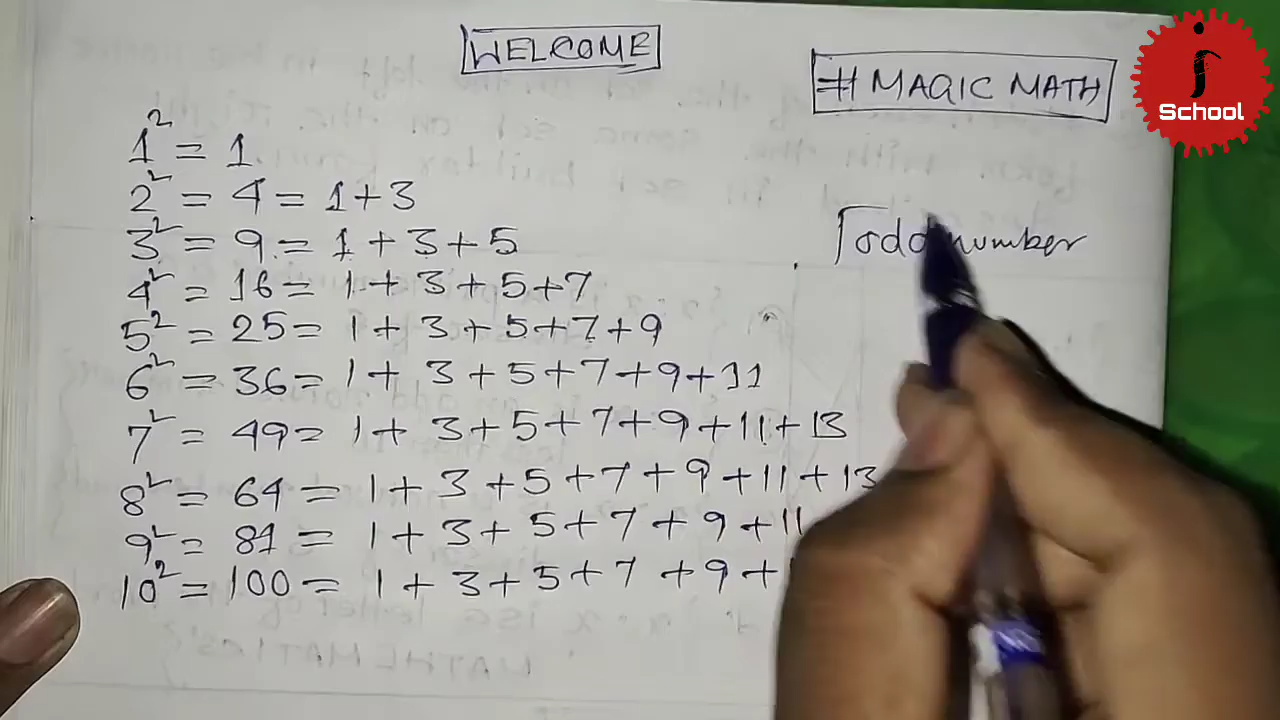 WELCOME
# MAGIC MATH
School
1² = 1
2² = 4 = 1+3
3² = 9 = 1 + 3 + 5
4² = 16 = 1 + 3 + 5 + 7
5² = 25 = 1 + 3 + 5 + 7 + 9
6² = 36 = 1 + 3 + 5 + 7 + 9 + 11
7² = 49 = 1 + 3 + 5 + 7 + 9 + 11 + 13
8² = 64 = 1 + 3 + 5 + 7 + 9 + 11 + 13
9² = 81 = 1 + 3 + 5 + 7 + 9 + 11
10² = 100 = 1 + 3 + 5 + 7 + 9 +
odd number